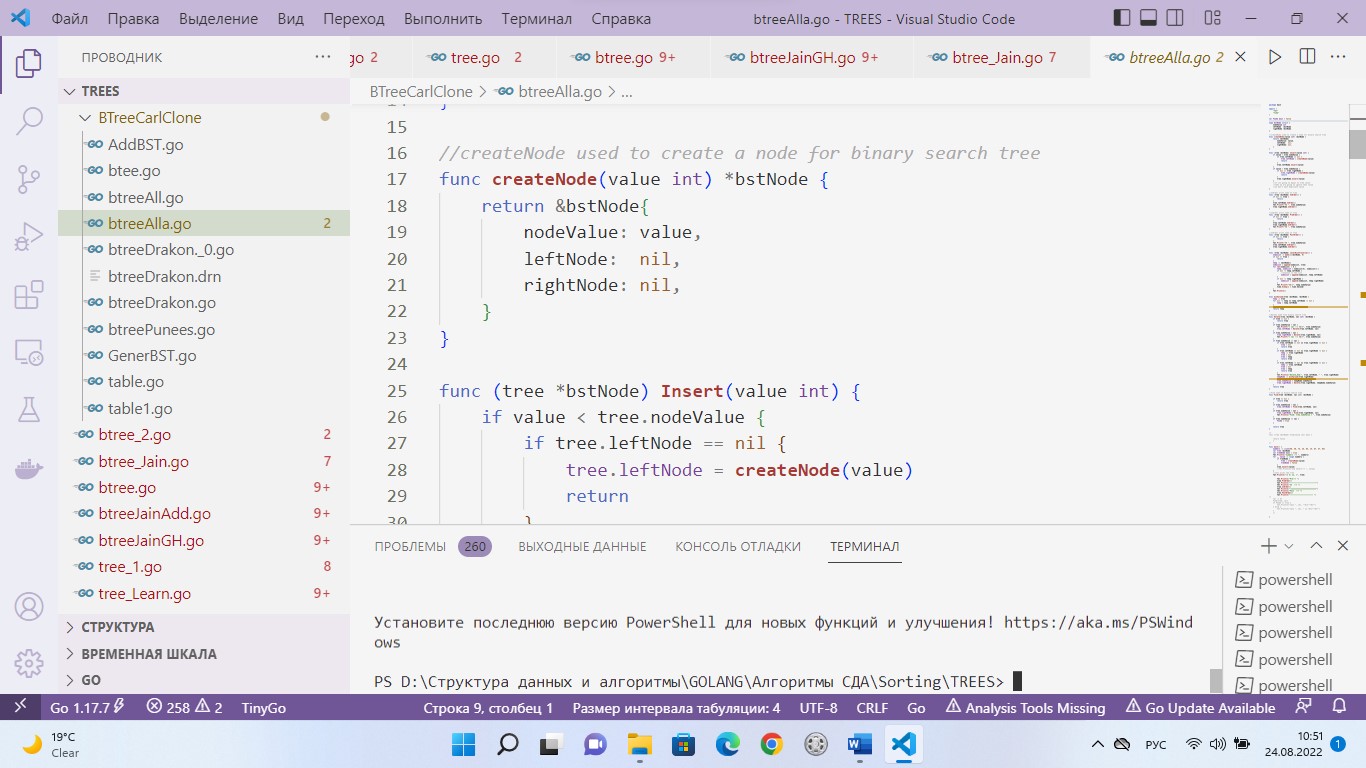 Файл Правка Выделение Вид Переход Выполнить Терминал Справка btreeAlla.go - TREES - Visual Studio Code
ПРОВОДНИК ...
go 2 tree.go 2 btree.go 9+ btreeJainGH.go 9+ btree_Jain.go 7 btreeAlla.go 2
TREES
BTreeCarlClone
AddBST.go
btee.go
btreeAll.go
btreeAlla.go 2
btreeDrakon._0.go
btreeDrakon.drn
btreeDrakon.go
btreePunees.go
GenerBST.go
table.go
table1.go
btree_2.go 2
btree_Jain.go 7
btree.go 9+
btreeJainAdd.go 9+
btreeJainGH.go 9+
tree_1.go 8
tree_Learn.go 9+
СТРУКТУРА
ВРЕМЕННАЯ ШКАЛА
GO
BTreeCarlClone > btreeAlla.go > ...
14 }
15
16 //createNode used to create a node for binary search tree
17 func createNode(value int) *bstNode {
18 return &bstNode{
19 nodeValue: value,
20 leftNode: nil,
21 rightNode: nil,
22 }
23 }
24
25 func (tree *bstNode) Insert(value int) {
26 if value < tree.nodeValue {
27 if tree.leftNode == nil {
28 tree.leftNode = createNode(value)
29 return
30 }
ПРОБЛЕМЫ 260 ВЫХОДНЫЕ ДАННЫЕ КОНСОЛЬ ОТЛАДКИ ТЕРМИНАЛ
Установите последнюю версию PowerShell для новых функций и улучшения! https://aka.ms/PSWind
ows
PS D:\Структура данных и алгоритмы\GOLANG\Алгоритмы СДА\Sorting\TREES>
powershell
powershell
powershell
powershell
powershell
Go 1.17.7 258 2 TinyGo Строка 9, столбец 1 Размер интервала табуляции: 4 UTF-8 CRLF Go Analysis Tools Missing Go Update Available
19°C
Clear
РУС
10:51
24.08.2022
1